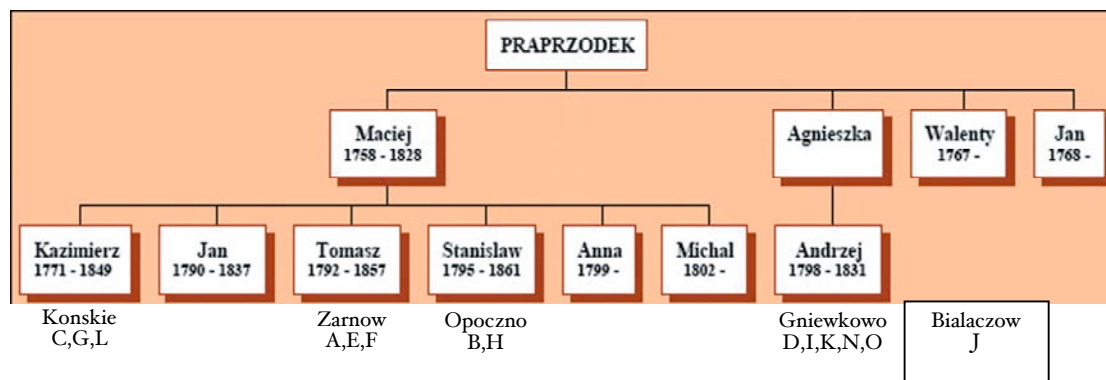 PRAPRZODEK
Maciej
1758 - 1828
Agnieszka
Walenty
1767 -
Jan
1768 -
Kazimierz
1771 - 1849
Jan
1790 - 1837
Tomasz
1792 - 1857
Stanislaw
1795 - 1861
Anna
1799 -
Michal
1802 -
Andrzej
1798 - 1831
Konskie
C,G,L
Zarnow
A,E,F
Opoczno
B,H
Gniewkowo
D,I,K,N,O
Bialaczow
J